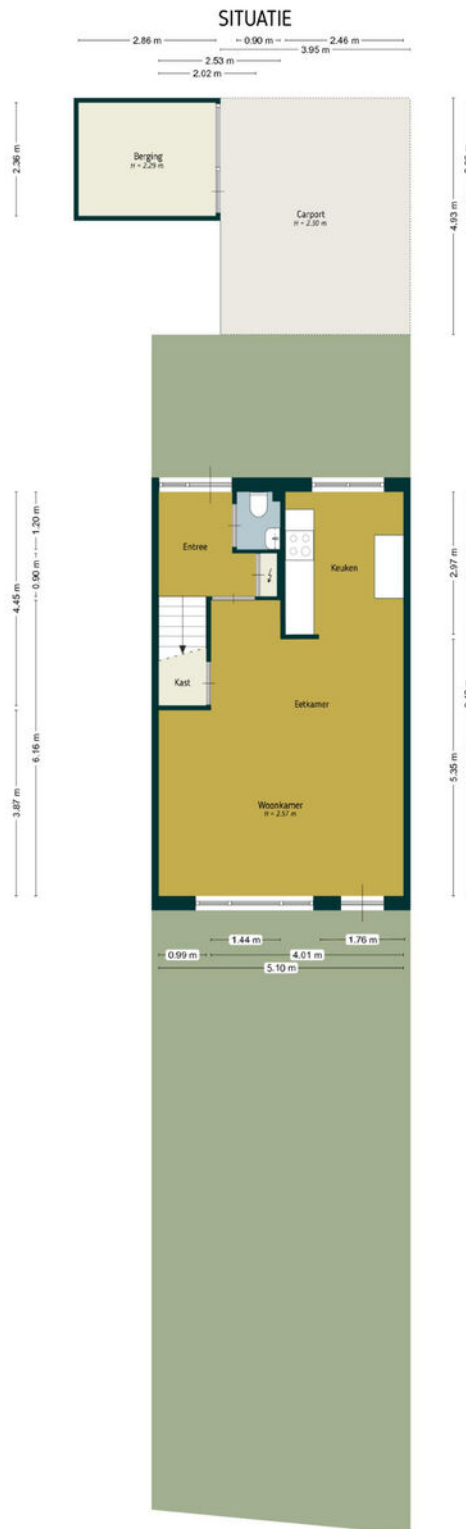 SITUATIE
2.86 m
0.90 m
2.46 m
3.95 m
2.53 m
2.02 m
2.36 m
Berging
H = 2.29 m
Carport
H = 2.30 m
4.93 m
1.20 m
0.90 m
4.45 m
6.16 m
3.87 m
Entree
Keuken
2.97 m
Kast
Eetkamer
5.35 m
Woonkamer
H = 2.57 m
1.44 m
1.76 m
0.99 m
4.01 m
5.10 m